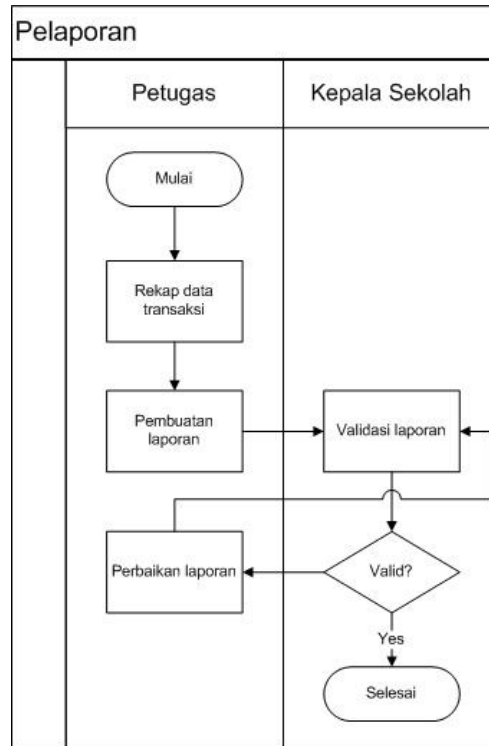 Pelaporan
Petugas
Kepala Sekolah
Mulai
Rekap data
transaksi
Pembuatan
laporan
Validasi laporan
Perbaikan laporan
Valid?
Yes
Selesai